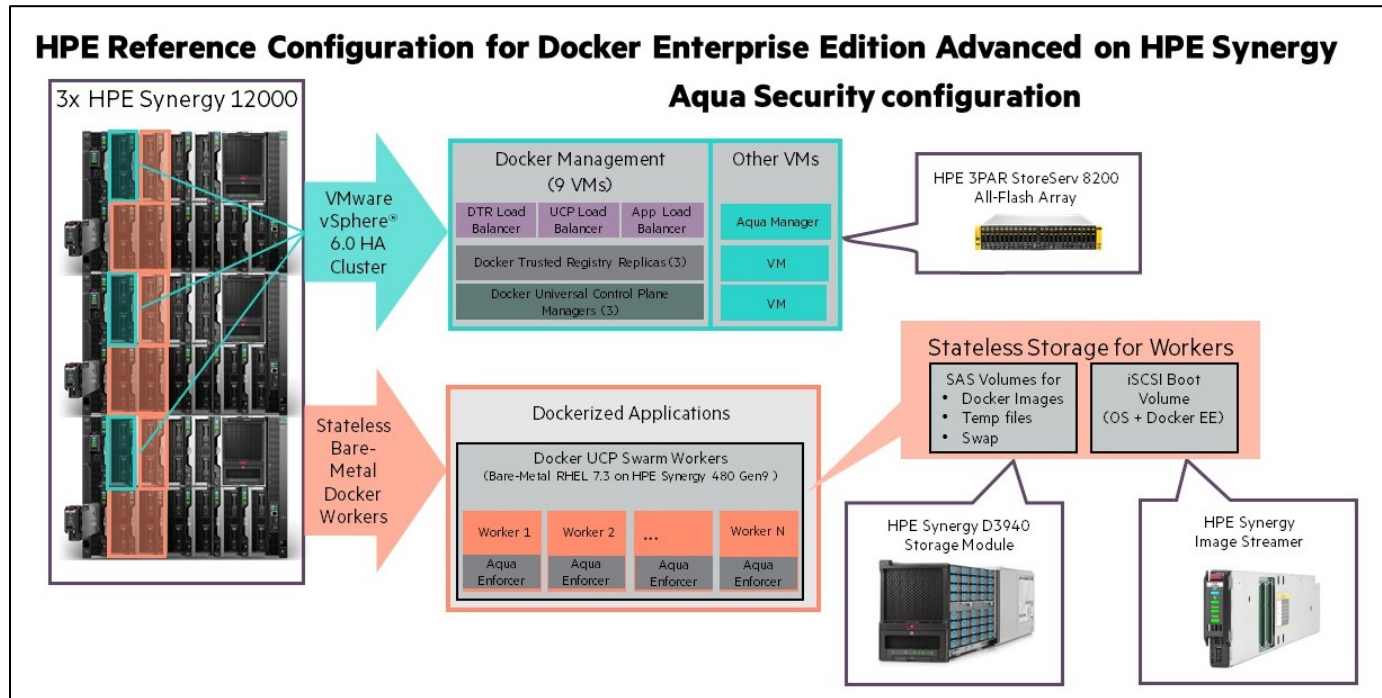 HPE Reference Configuration for Docker Enterprise Edition Advanced on HPE Synergy
Aqua Security configuration
3x HPE Synergy 12000
VMware
vSphere®
6.0 HA
Cluster
Docker Management
(9 VMs)
DTR Load
Balancer
UCP Load
Balancer
App Load
Balancer
Docker Trusted Registry Replicas (3)
Docker Universal Control Plane
Managers (3)
Other VMs
Aqua Manager
VM
VM
HPE 3PAR StoreServ 8200
All-Flash Array
Stateless
Bare-
Metal
Docker
Workers
Dockerized Applications
Docker UCP Swarm Workers
(Bare-Metal RHEL 7.3 on HPE Synergy 480 Gen9 )
Worker 1
Worker 2
...
Worker N
Aqua
Enforcer
Aqua
Enforcer
Aqua
Enforcer
Aqua
Enforcer
Stateless Storage for Workers
SAS Volumes for
• Docker Images
• Temp files
• Swap
iSCSI Boot
Volume
(OS + Docker EE)
HPE Synergy D3940
Storage Module
HPE Synergy
Image Streamer